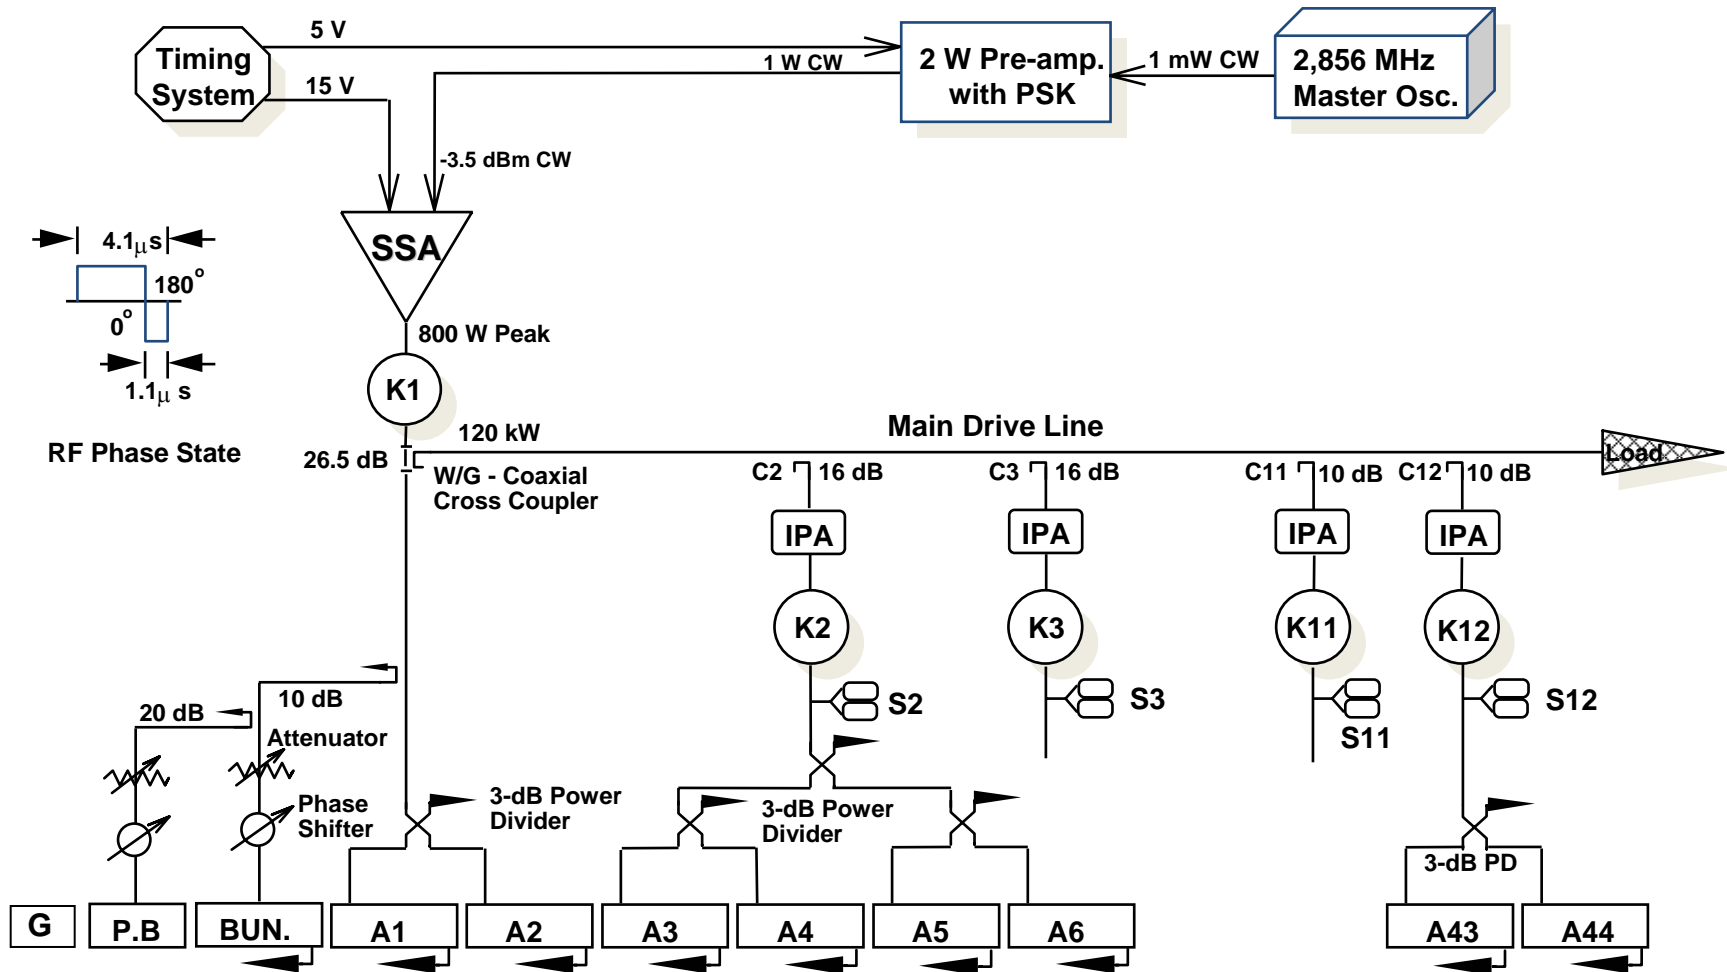 Timing
System
5 V
15 V
1 W CW
2 W Pre-amp.
with PSK
1 mW CW
2,856 MHz
Master Osc.
-3.5 dBm CW
SSA
800 W Peak
4.1μs
180°
0°
1.1μ s
RF Phase State
K1
120 kW
26.5 dB
W/G - Coaxial
Cross Coupler
Main Drive Line
Load
C2 16 dB
C3 16 dB
C11 10 dB
C12 10 dB
IPA
IPA
IPA
IPA
K2
K3
K11
K12
S2
S3
S11
S12
20 dB
10 dB
Attenuator
Phase
Shifter
3-dB Power
Divider
3-dB Power
Divider
3-dB PD
G
P.B
BUN.
A1
A2
A3
A4
A5
A6
A43
A44